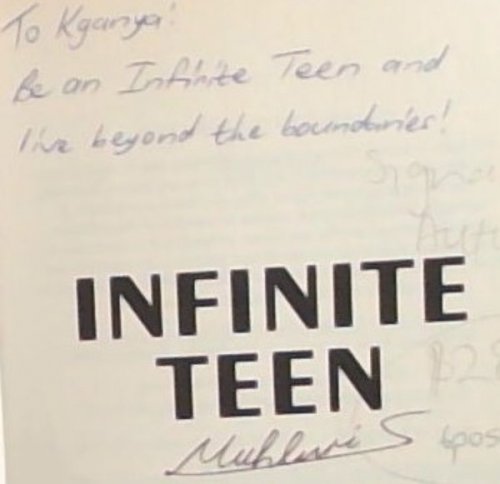 To Kganya!
Be an Infinite Teen and
live beyond the boundaries!
INFINITE
TEEN